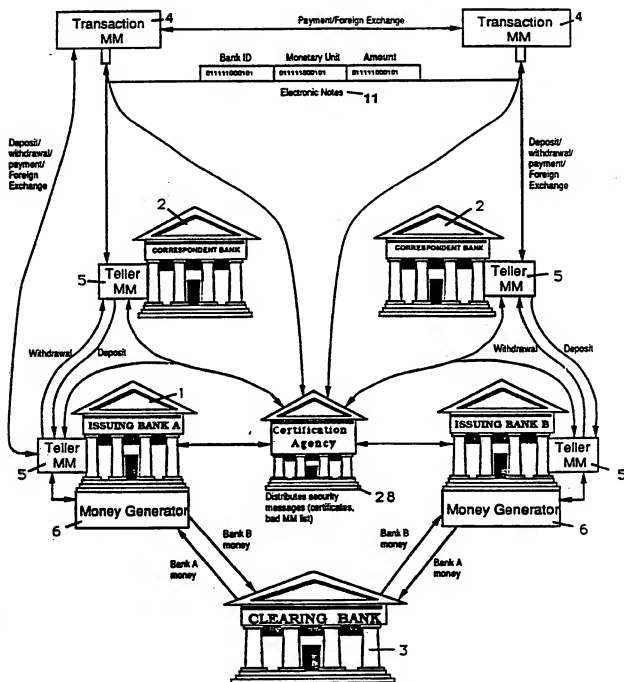 Transaction MM
4
Payment/Foreign Exchange
Transaction MM
4
Bank ID
Monetary Unit
Amount
011111000101
011111000101
011111000101
Electronic Notes
11
Deposit/
withdrawal/
payment/
Foreign
Exchange
Deposit/
withdrawal/
payment/
Foreign
Exchange
2
2
CORRESPONDENT BANK
CORRESPONDENT BANK
5
Teller
MM
Teller
MM
5
Withdrawal
Deposit
Withdrawal
Deposit
1
ISSUING BANK A
Certification
Agency
ISSUING BANK B
Teller
MM
5
Teller
MM
5
Distributes security
messages (certificates,
bad MM list)
28
Money Generator
6
Money Generator
6
Bank B
money
Bank A
money
Bank B
money
Bank A
money
CLEARING BANK
3